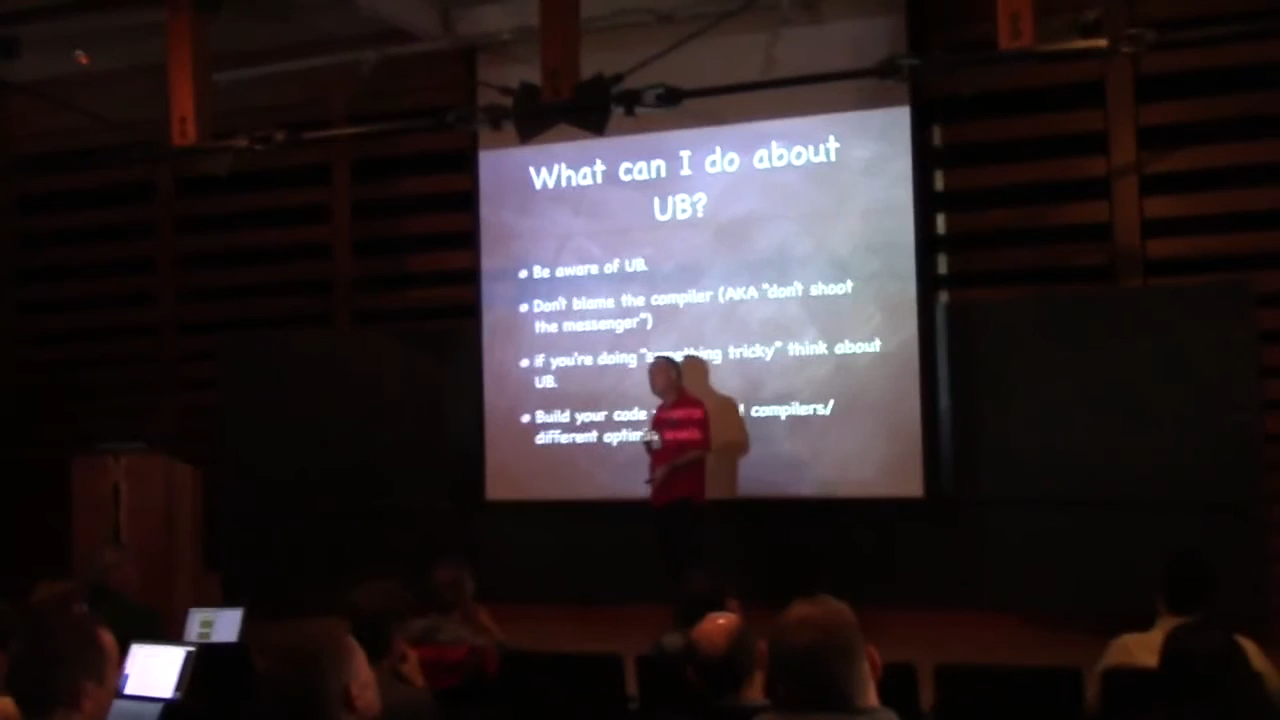 What can I do about
UB?
Be aware of UB.
Don't blame the compiler (AKA "don't shoot
the messenger")
if you're doing "something tricky" think about
UB.
Build your code compilers/
different